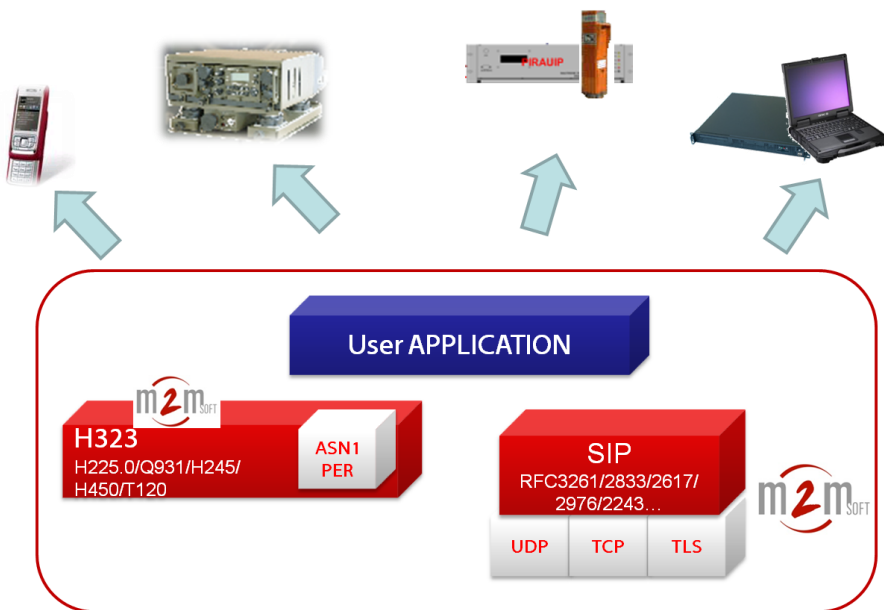 PIRAUIP
User APPLICATION
m2m SOFT
H323
H225.0/Q931/H245/
H450/T120
ASN1
PER
SIP
RFC3261/2833/2617/
2976/2243...
m2m SOFT
UDP TCP TLS